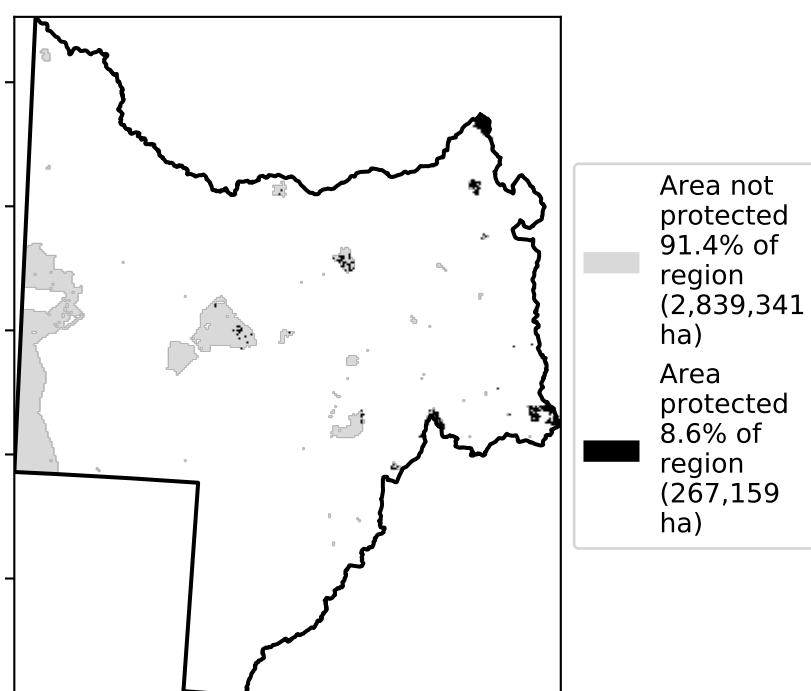 Area not
protected
91.4% of
region
(2,839,341
ha)
Area
protected
8.6% of
region
(267,159
ha)